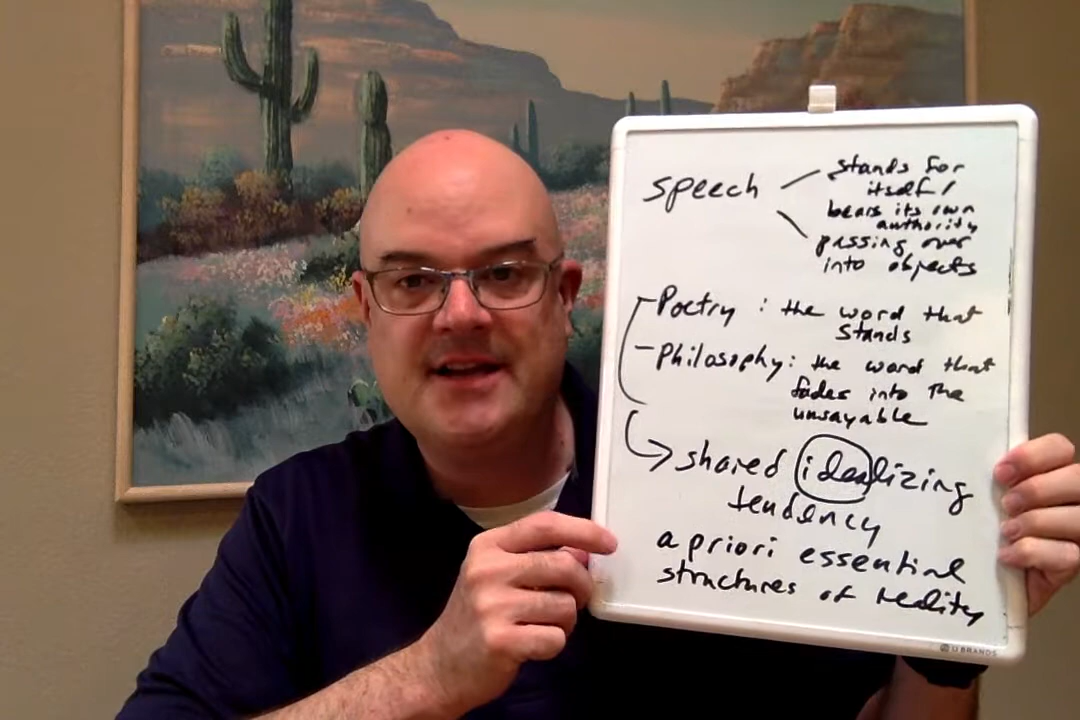 speech
stands for
itself/
bears its own
authority
passing over
into objects
Poetry : the word that
stands
Philosophy: the word that
fades into the
unsayable
shared idealizing
tendency
a priori essential
structures of reality
U BRANDS